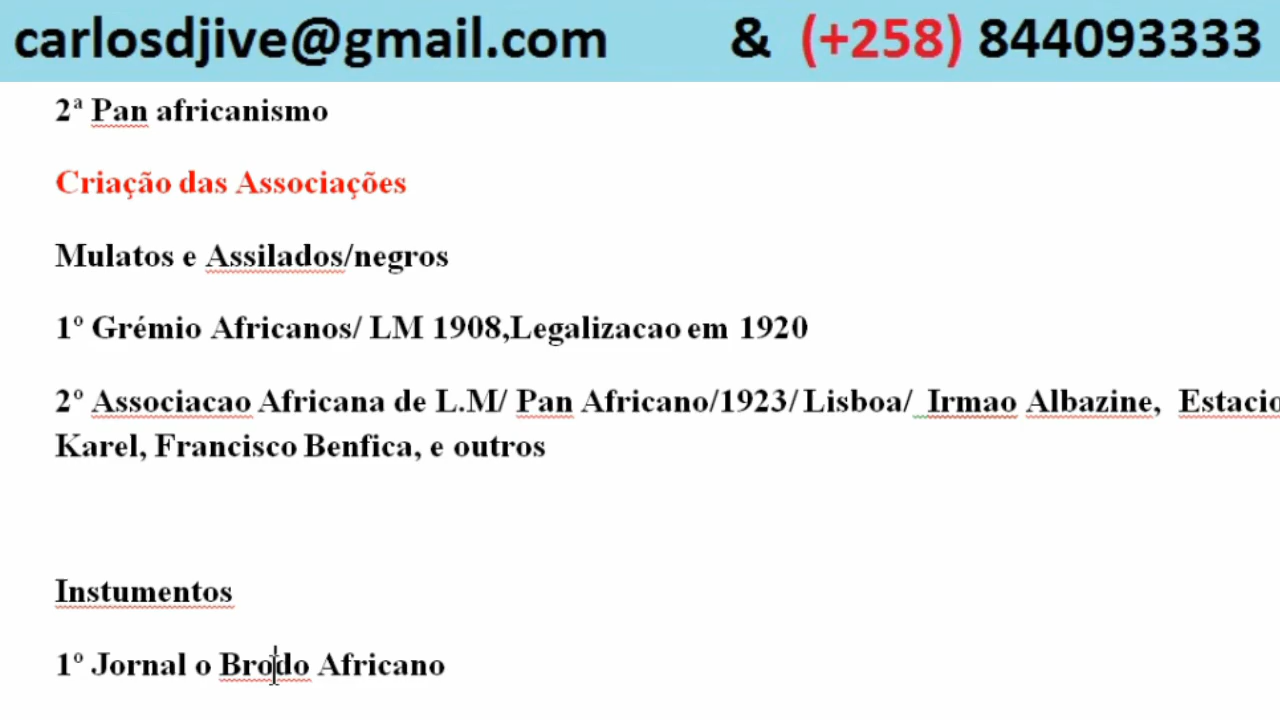 carlosdjive@gmail.com & (+258) 844093333
2ª Pan africanismo
Criação das Associações
Mulatos e Assilados/negros
1º Grémio Africanos/ LM 1908,Legalizacao em 1920
2º Associacao Africana de L.M/ Pan Africano/1923/ Lisboa/ Irmao Albazine, Estacio
Karel, Francisco Benfica, e outros
Instumentos
1º Jornal o Brodo Africano